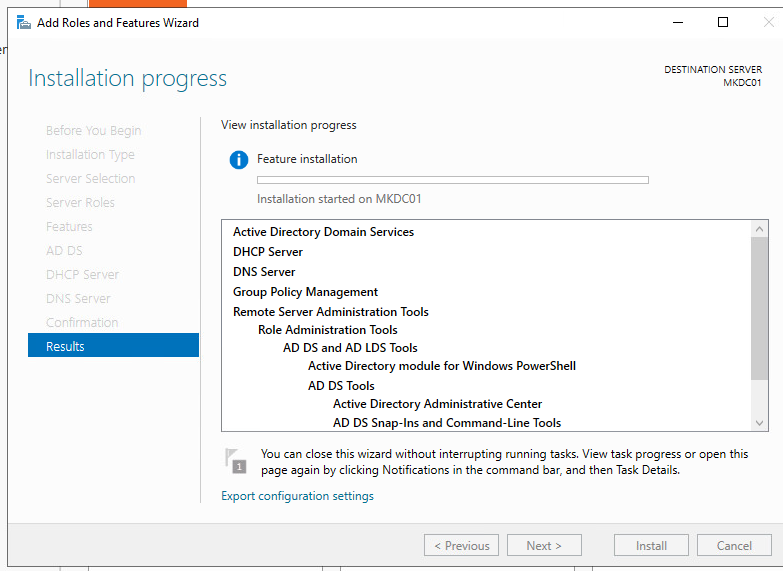 Add Roles and Features Wizard
er
Installation progress
DESTINATION SERVER
MKDC01
Before You Begin
Installation Type
Server Selection
Server Roles
Features
AD DS
DHCP Server
DNS Server
Confirmation
Results
View installation progress
Feature installation
Installation started on MKDC01
Active Directory Domain Services
DHCP Server
DNS Server
Group Policy Management
Remote Server Administration Tools
Role Administration Tools
AD DS and AD LDS Tools
Active Directory module for Windows PowerShell
AD DS Tools
Active Directory Administrative Center
AD DS Snap-Ins and Command-Line Tools
1
You can close this wizard without interrupting running tasks. View task progress or open this
page again by clicking Notifications in the command bar, and then Task Details.
Export configuration settings
< Previous
Next >
Install
Cancel